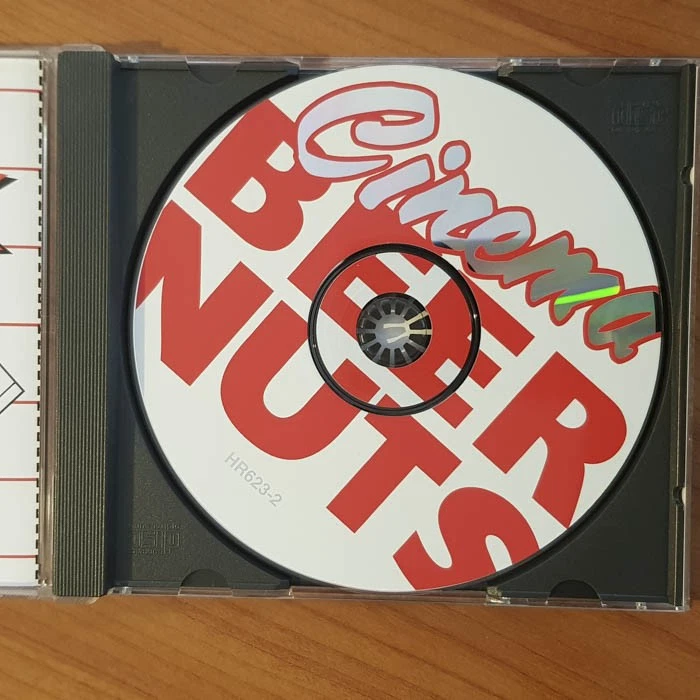 Cinema
BEER
NUTS
HR623-2